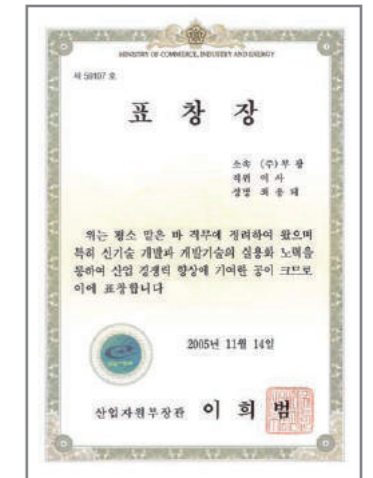 MINISTRY OF COMMERCE, INDUSTRY AND ENERGY
제 59107 호
표 창 장
소속 (주)부광
직위 이사
성명 최용태
위는 평소 맡은 바 직무에 정려하여 왔으며
특히 신기술 개발과 개발기술의 실용화 노력을
통하여 산업 경쟁력 향상에 기여한 공이 크므로
이에 표창합니다
2005년 11월 14일
산업자원부장관 이 희 범